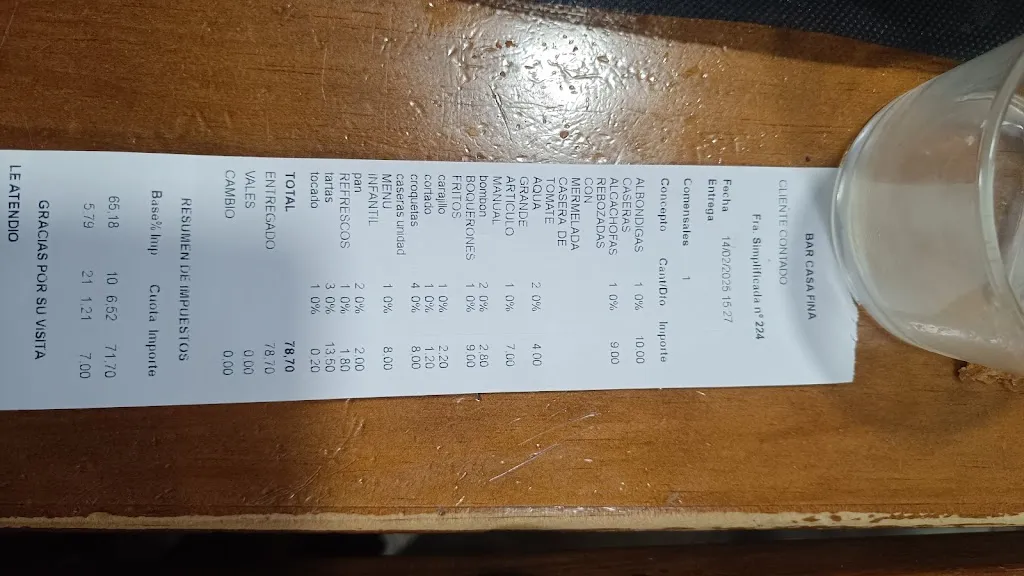 BAR CASA FINA
CLIENTE CONTADO
Fra. Simplificada nº 224
Fecha 14/02/2025 15:27
Entrega
Comensales 1
Concepto Cant/Dto Importe
ALBONDIGAS 1 0% 10.00
CASERAS
ALCACHOFAS 1 0% 9.00
REBOZADAS
CON
MERMELADA
CASERA DE
TOMATE
AQUA 2 0% 4.00
GRANDE
ARTICULO 1 0% 7.00
MANUAL
bombon 2 0% 2.80
BOQUERONES 1 0% 9.00
FRITOS
carajillo 1 0% 2.20
cortado 1 0% 1.20
croquetas 4 0% 8.00
caseras unidad
MENU 1 0% 8.00
INFANTIL
pan 2 0% 2.00
REFRESCOS 1 0% 1.80
tartas 3 0% 13.50
tocado 1 0% 0.20
TOTAL 78,70
ENTREGADO 78.70
VALES 0.00
CAMBIO 0.00
RESUMEN DE IMPUESTOS
Base% Imp Cuota Importe
65.18 10 6.52 71.70
5.79 21 1.21 7.00
GRACIAS POR SU VISITA
LE ATENDIO